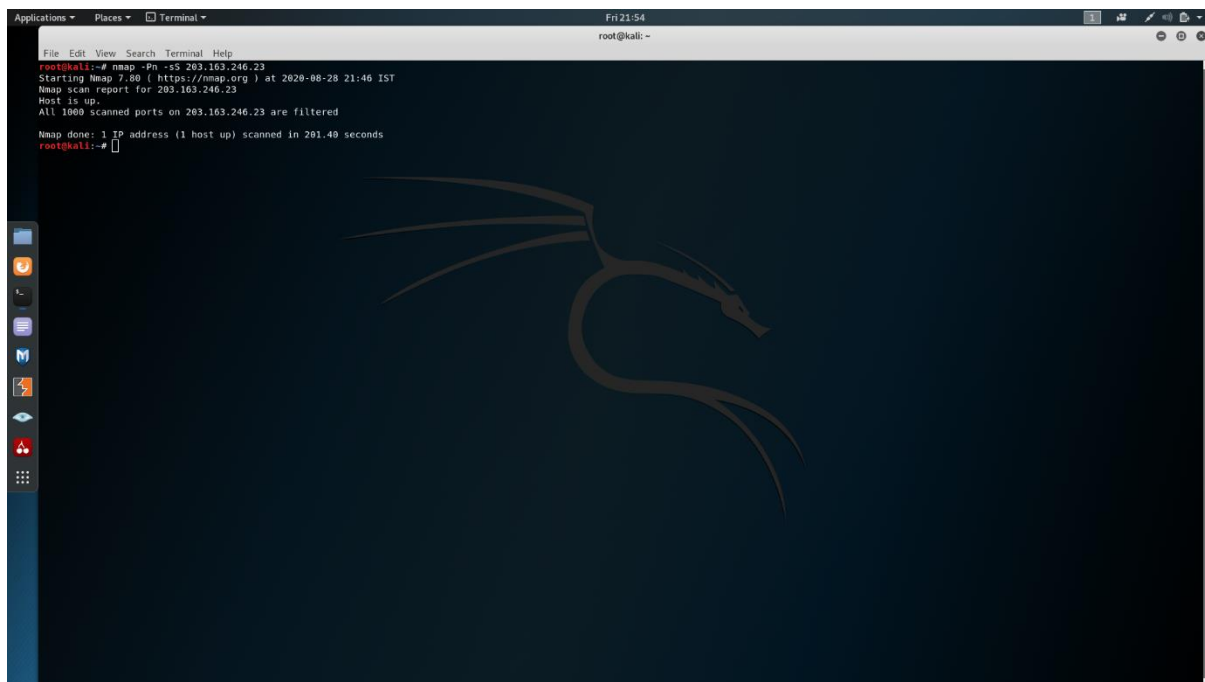 Applications Places Terminal Fri 21:54 1
root@kali: ~
File Edit View Search Terminal Help
root@kali:~# nmap -Pn -sS 203.163.246.23
Starting Nmap 7.80 ( https://nmap.org ) at 2020-08-28 21:46 IST
Nmap scan report for 203.163.246.23
Host is up.
All 1000 scanned ports on 203.163.246.23 are filtered
Nmap done: 1 IP address (1 host up) scanned in 201.40 seconds
root@kali:~#